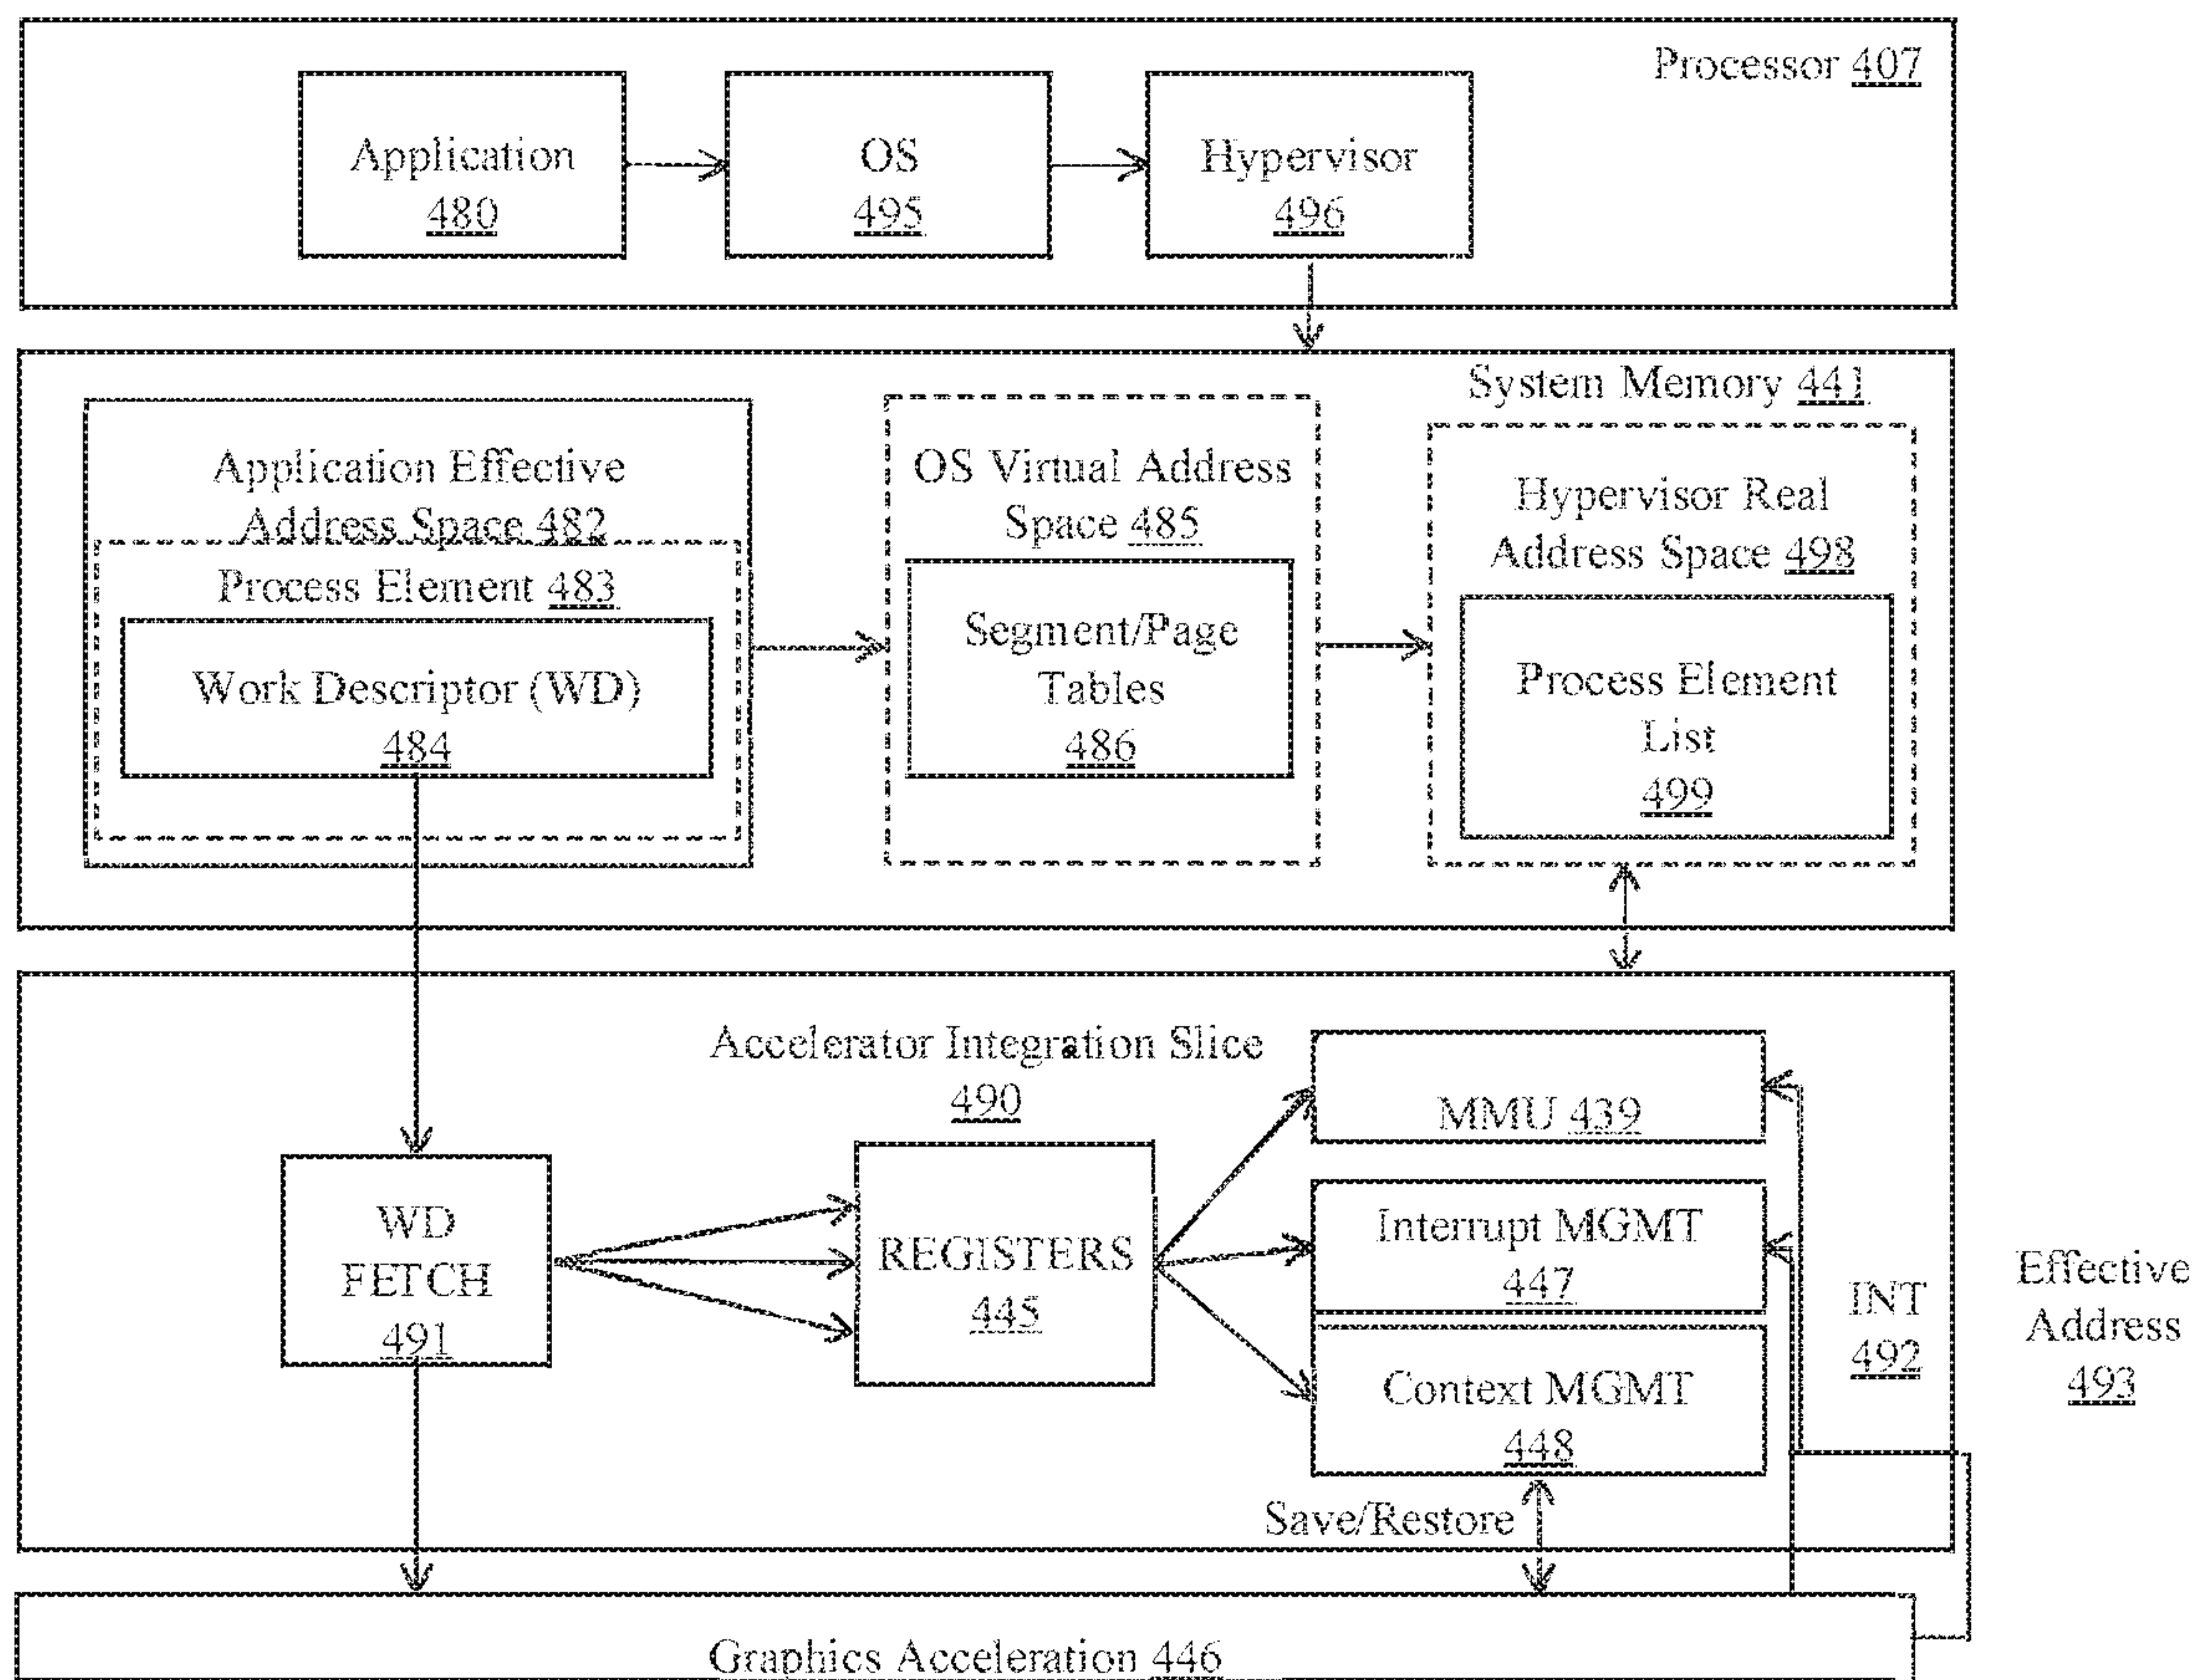 Processor 407
Application
480
OS
495
Hypervisor
496
System Memory 441
Application Effective
Address Space 482
Process Element 483
Work Descriptor (WD)
484
OS Virtual Address
Space 485
Segment/Page
Tables
486
Hypervisor Real
Address Space 498
Process Element
List
499
Accelerator Integration Slice
490
WD
FETCH
491
REGISTERS
445
MMU 439
Interrupt MGMT
447
Context MGMT
448
INT
492
Effective
Address
493
Save/Restore
Graphics Acceleration 446